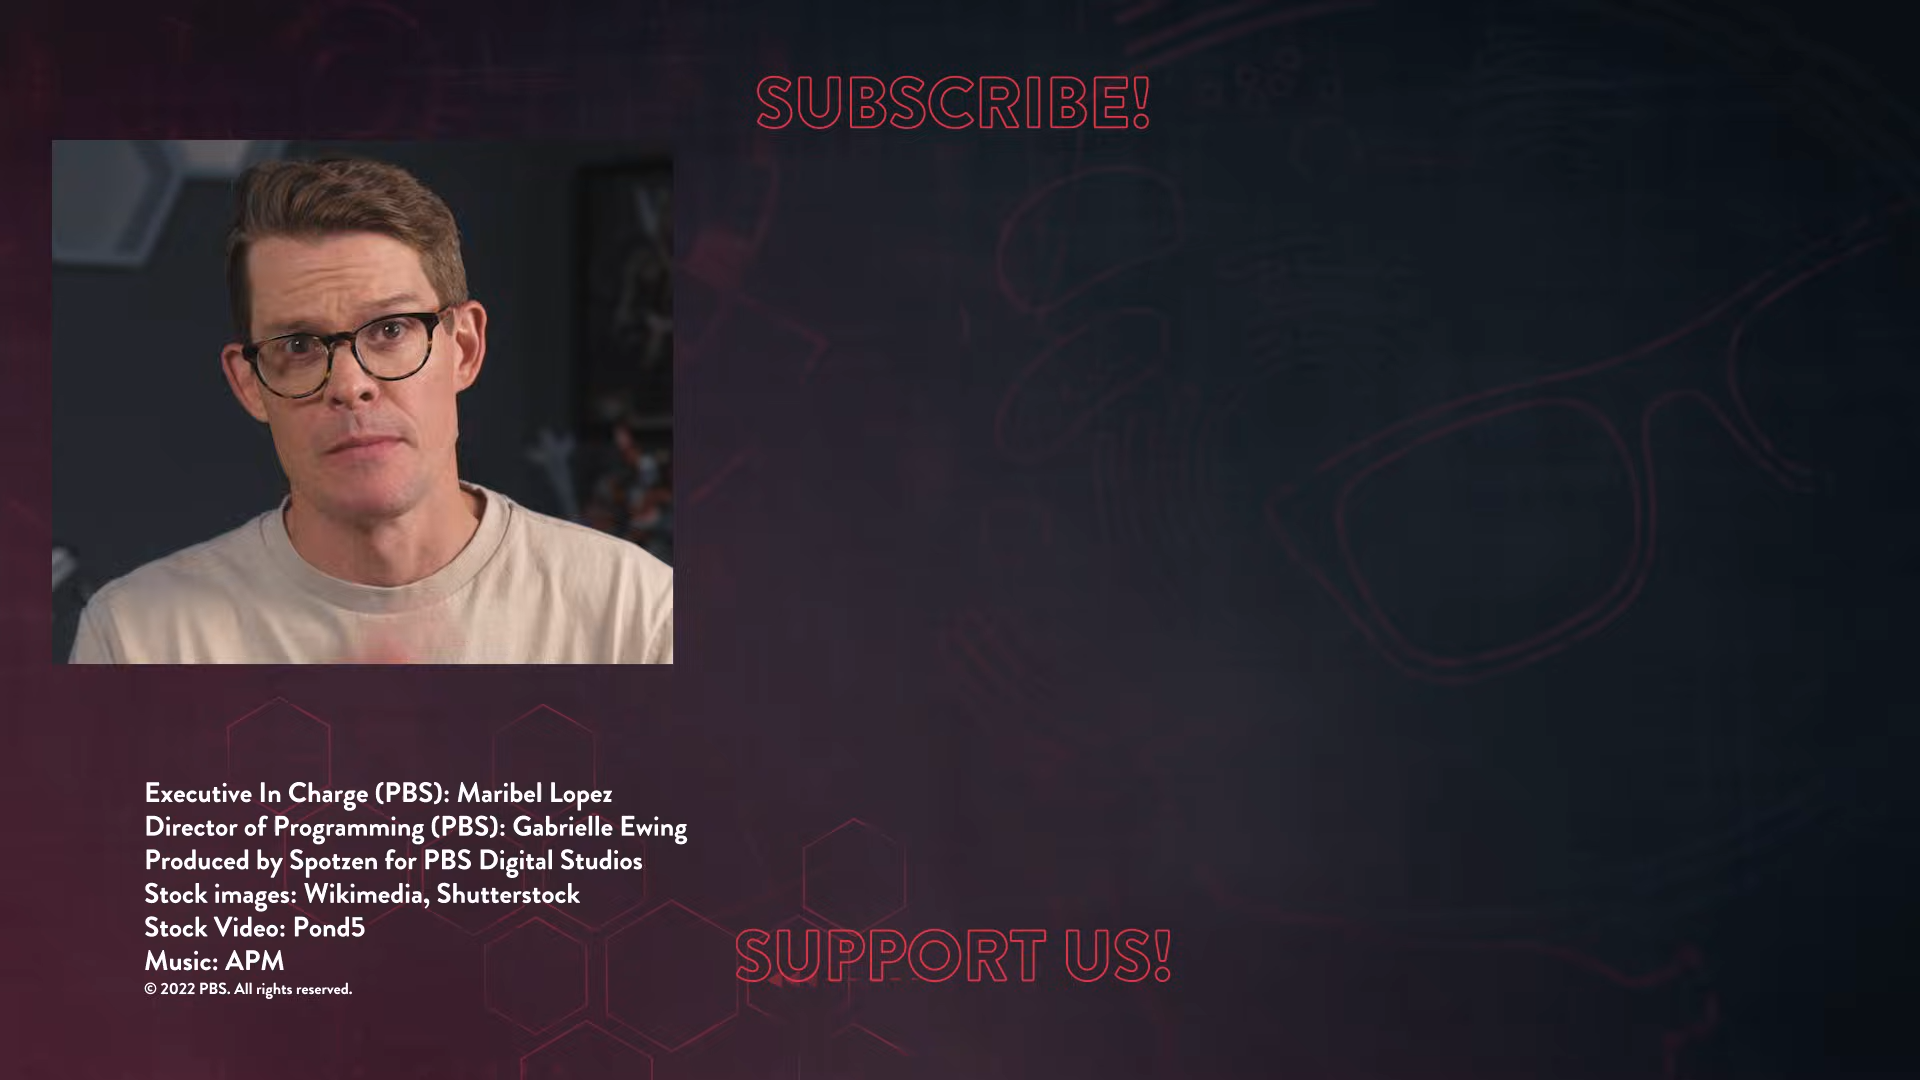 SUBSCRIBE!
Executive In Charge (PBS): Maribel Lopez
Director of Programming (PBS): Gabrielle Ewing
Produced by Spotzen for PBS Digital Studios
Stock images: Wikimedia, Shutterstock
Stock Video: Pond5
Music: APM
© 2022 PBS. All rights reserved.
SUPPORT US!